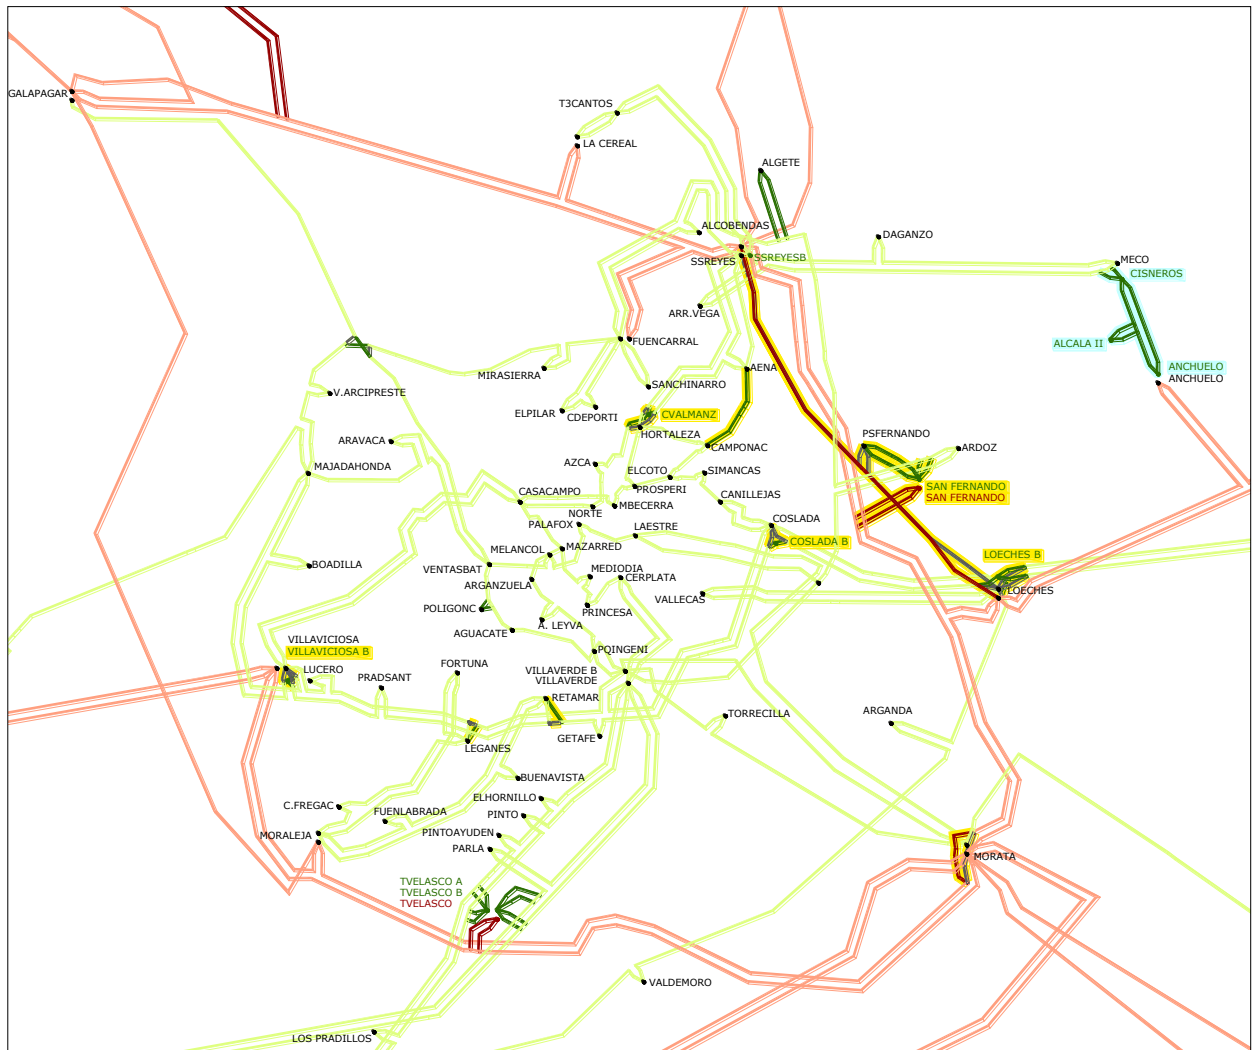 GALAPAGAR
T3CANTOS
LA CEREAL
ALGETE
ALCOBENDAS
DAGANZO
SSREYES
SSREYESB
MECO
CISNEROS
ARR.VEGA
FUENCARRAL
ALCALA II
ANCHUELO
ANCHUELO
MIRASIERRA
AENA
SANCHINARRO
V.ARCIPRESTE
ELPILAR
CDEPORTI
CVALMANZ
HORTALEZA
ARAVACA
CAMPONAC
PSFERNANDO
ARDOZ
MAJADAHONDA
AZCA
ELCOTO
SIMANCAS
PROSPERI
SAN FERNANDO
SAN FERNANDO
CASACAMPO
NORTE
MBECERRA
CANILLEJAS
PALAFOX
LAESTRE
COSLADA
COSLADA B
MELANCOL
MAZARRED
LOECHES B
BOADILLA
VENTASBAT
ARGANZUELA
MEDIODIA
CERPLATA
LOECHES
VALLECAS
POLIGONC
PRINCESA
AGUACATE
A. LEYVA
VILLAVICIOSA
VILLAVICIOSA B
PQINGENI
LUCERO
PRADSANT
FORTUNA
VILLAVERDE B
VILLAVERDE
RETAMAR
TORRECILLA
ARGANDA
GETAFE
LEGANES
BUENAVISTA
C.FREGAC
ELHORNILLO
FUENLABRADA
PINTO
MORALEJA
PINTOAYUDEN
PARLA
MORATA
TVELASCO A
TVELASCO B
TVELASCO
VALDEMORO
LOS PRADILLOS